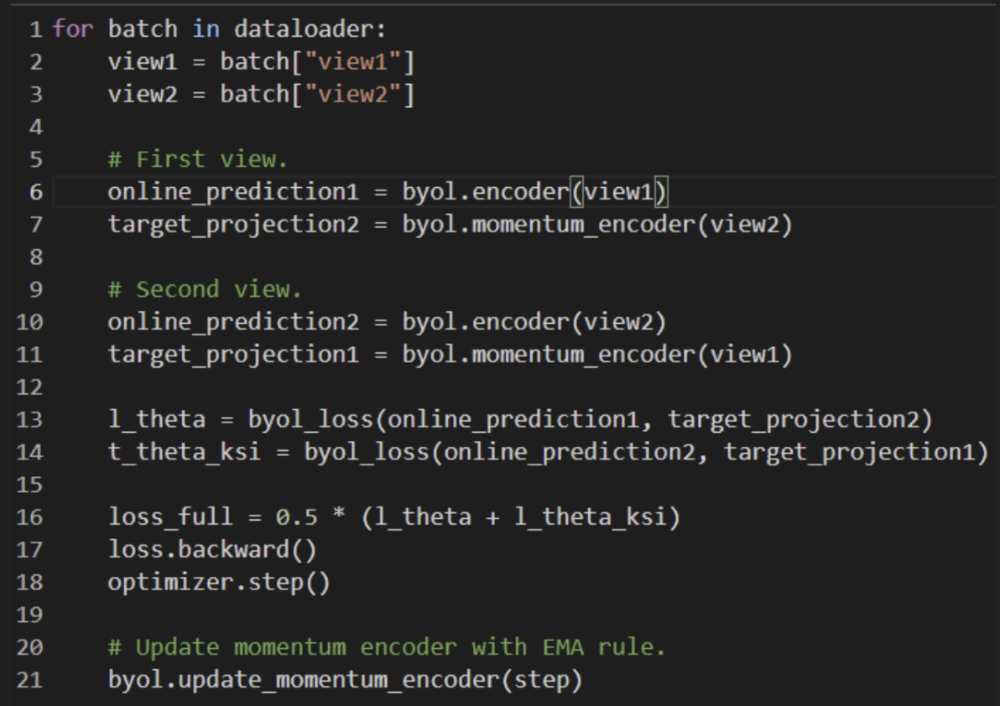 1 for batch in dataloader:
2     view1 = batch["view1"]
3     view2 = batch["view2"]
4
5     # First view.
6     online_prediction1 = byol.encoder(view1)
7     target_projection2 = byol.momentum_encoder(view2)
8
9     # Second view.
10     online_prediction2 = byol.encoder(view2)
11     target_projection1 = byol.momentum_encoder(view1)
12
13     l_theta = byol_loss(online_prediction1, target_projection2)
14     t_theta_ksi = byol_loss(online_prediction2, target_projection1)
15
16     loss_full = 0.5 * (l_theta + l_theta_ksi)
17     loss.backward()
18     optimizer.step()
19
20     # Update momentum encoder with EMA rule.
21     byol.update_momentum_encoder(step)